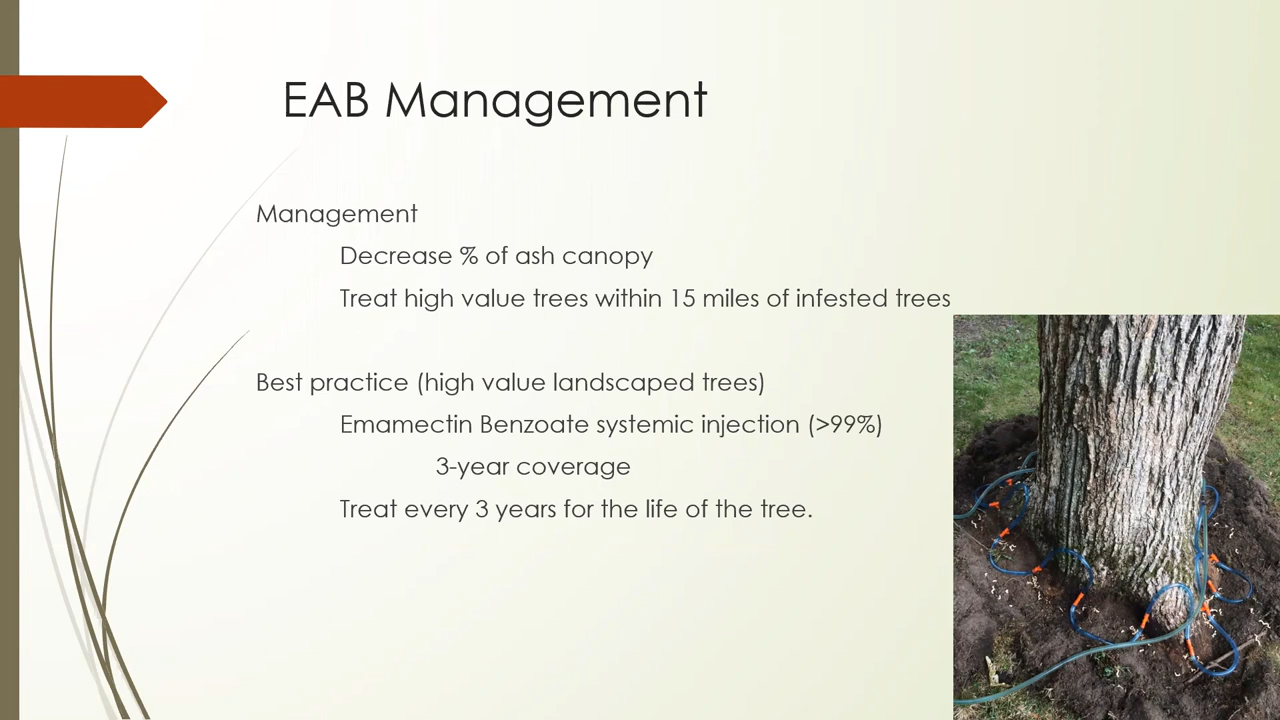 EAB Management
Management
Decrease % of ash canopy
Treat high value trees within 15 miles of infested trees
Best practice (high value landscaped trees)
Emamectin Benzoate systemic injection (>99%)
3-year coverage
Treat every 3 years for the life of the tree.